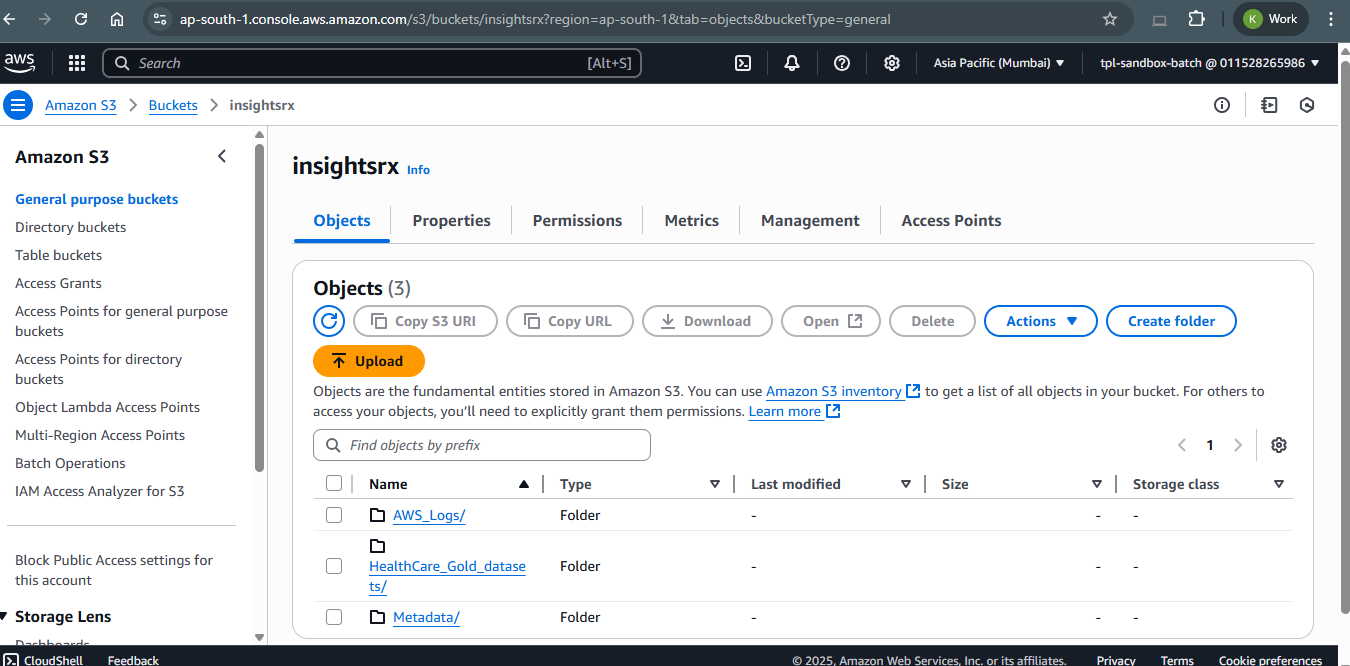 ap-south-1.console.aws.amazon.com/s3/buckets/insightsrx?region=ap-south-1&tab=objects&bucketType=general
K Work
aws Search [Alt+S] Asia Pacific (Mumbai) tpl-sandbox-batch @ 011528265986
Amazon S3 Buckets insightsrx
Amazon S3
General purpose buckets
Directory buckets
Table buckets
Access Grants
Access Points for general purpose
buckets
Access Points for directory
buckets
Object Lambda Access Points
Multi-Region Access Points
Batch Operations
IAM Access Analyzer for S3
Block Public Access settings for
this account
Storage Lens
Dashboards
insightsrx Info
Objects Properties Permissions Metrics Management Access Points
Objects (3)
Copy S3 URI Copy URL Download Open Delete Actions Create folder
Upload
Objects are the fundamental entities stored in Amazon S3. You can use Amazon S3 inventory to get a list of all objects in your bucket. For others to
access your objects, you’ll need to explicitly grant them permissions. Learn more
Find objects by prefix 1
Name Type Last modified Size Storage class
AWS_Logs/ Folder - - -
HealthCare_Gold_datase
ts/ Folder - - -
Metadata/ Folder - - -
CloudShell Feedback © 2025, Amazon Web Services, Inc. or its affiliates. Privacy Terms Cookie preferences